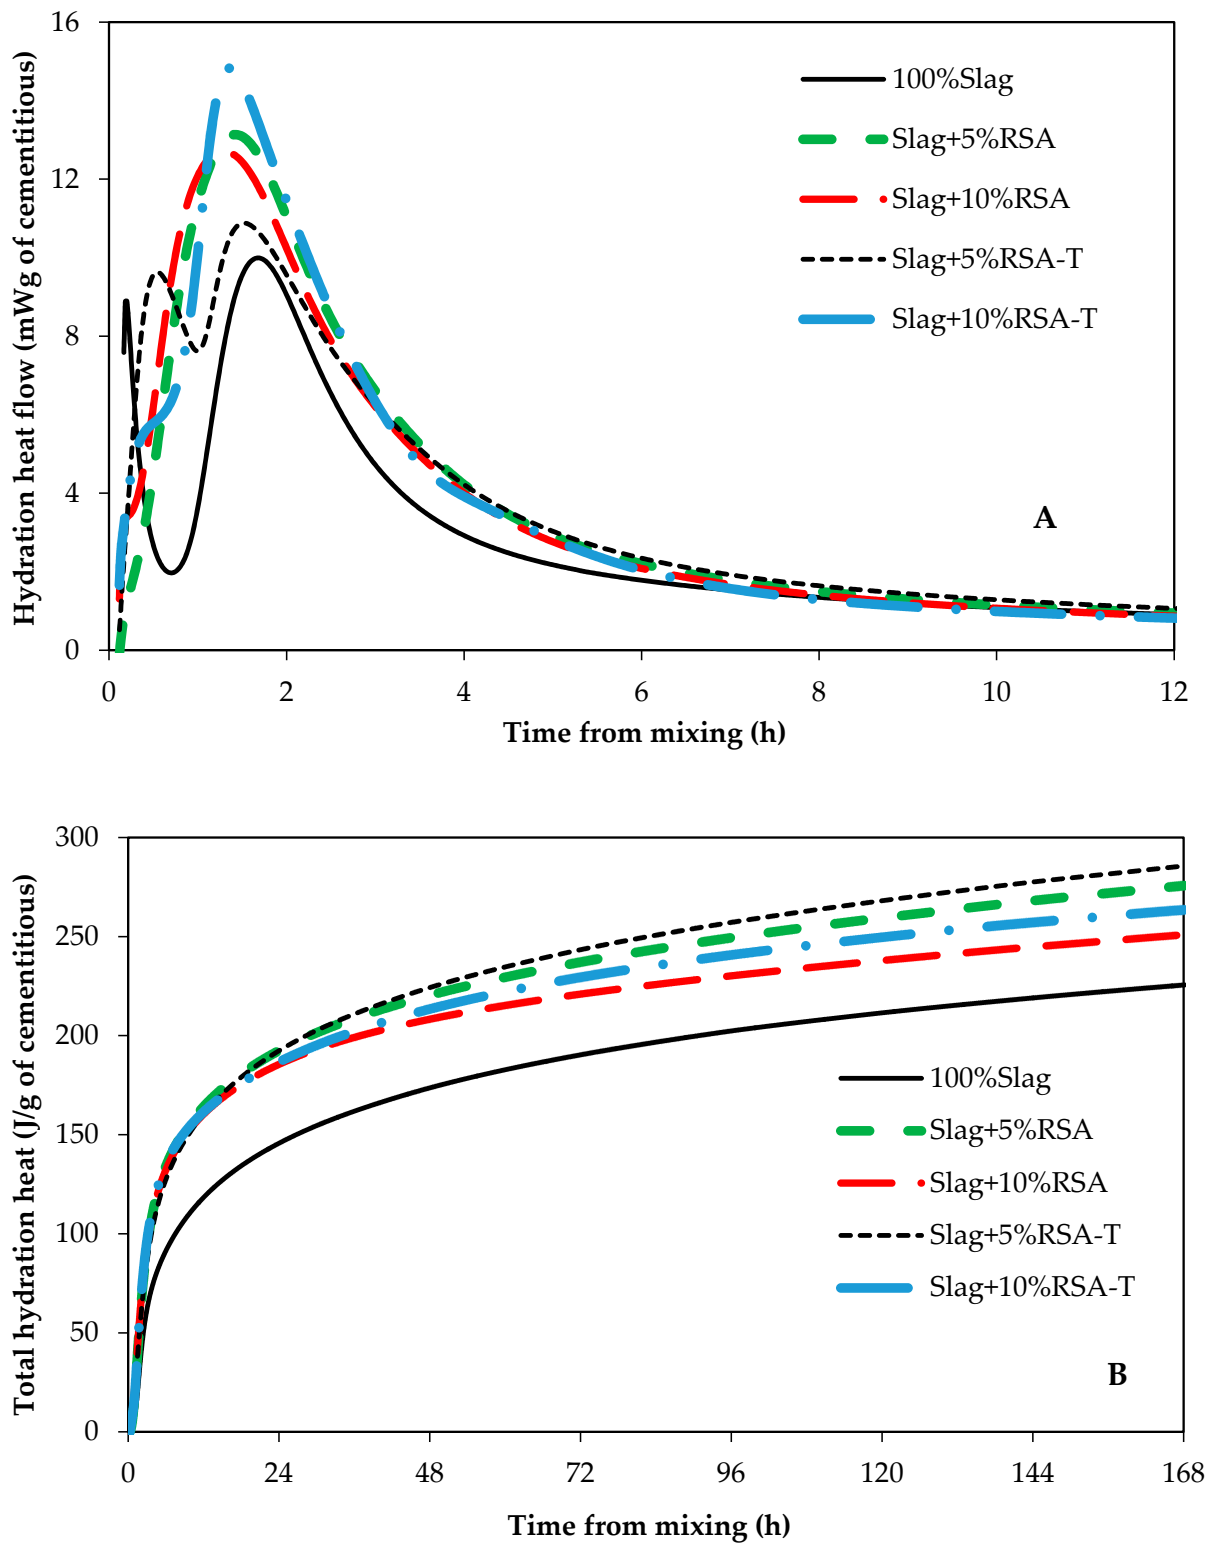 Hydration heat flow (mWg of cementitious)
16
12
8
4
0
100%Slag
Slag+5%RSA
Slag+10%RSA
Slag+5%RSA-T
Slag+10%RSA-T
A
0 2 4 6 8 10 12
Time from mixing (h)
Total hydration heat (J/g of cementitious)
300
250
200
150
100
50
0
100%Slag
Slag+5%RSA
Slag+10%RSA
Slag+5%RSA-T
Slag+10%RSA-T
B
0 24 48 72 96 120 144 168
Time from mixing (h)